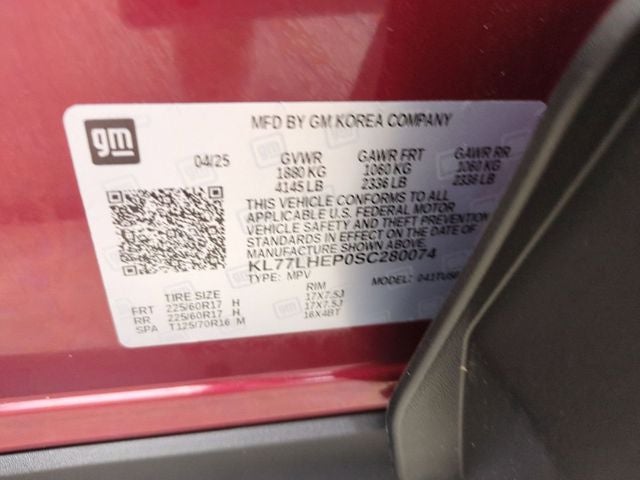 gm
MFD BY GM KOREA COMPANY
04/25 GVWR GAWR FRT GAWR RR
1880 KG 1060 KG 1060 KG
4145 LB 2336 LB 2336 LB
THIS VEHICLE CONFORMS TO ALL
APPLICABLE U.S. FEDERAL MOTOR
VEHICLE SAFETY AND THEFT PREVENTION
STANDARDS IN EFFECT ON THE DATE OF
MANUFACTURE SHOWN ABOVE.
KL77LHEP0SC280074
TYPE: MPV MODEL:
TIRE SIZE RIM
FRT 225/60R17 H 17X7.5J
RR 225/60R17 H 17X7.5J
SPA T125/70R16 M 16X4BT